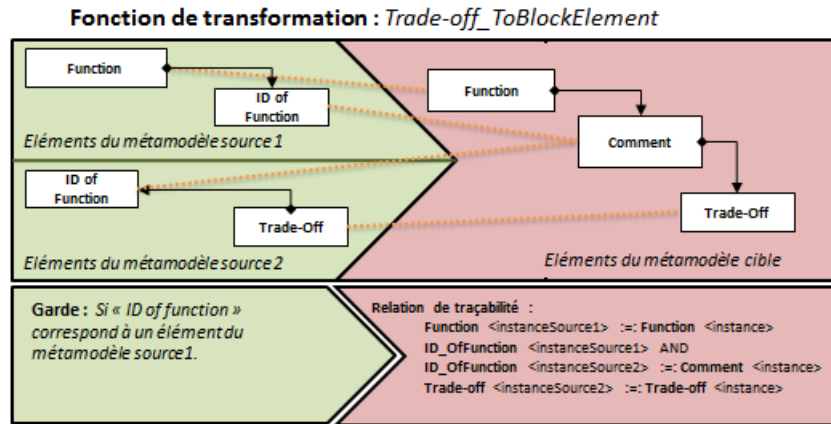 Fonction de transformation : Trade-off_ToBlockElement
Function
ID of
Function
Eléments du métamodèle source 1
ID of
Function
Trade-Off
Eléments du métamodèle source 2
Function
Comment
Trade-Off
Eléments du métamodèle cible
Garde : Si « ID of function »
correspond à un élément du
métamodèle source1.
Relation de traçabilité :
Function <instanceSource1> :=: Function <instance>
ID_OfFunction <instanceSource1> AND
ID_OfFunction <instanceSource2> :=: Comment <instance>
Trade-off <instanceSource2> :=: Trade-off <instance>